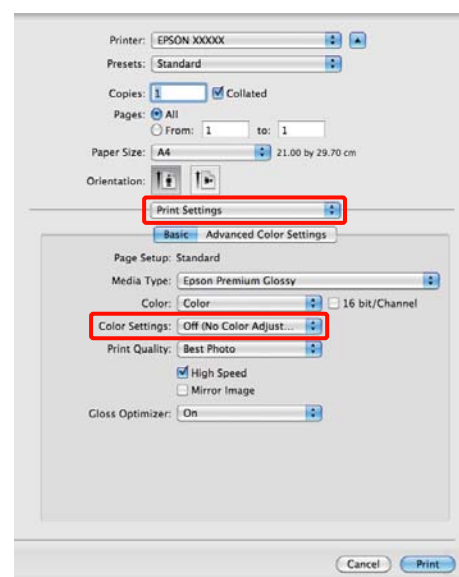 Printer: EPSON XXXXX
Presets: Standard
Copies: 1 Collated
Pages: All
From: 1 to: 1
Paper Size: A4 21.00 by 29.70 cm
Orientation:
Print Settings
Basic Advanced Color Settings
Page Setup: Standard
Media Type: Epson Premium Glossy
Color: Color 16 bit/Channel
Color Settings: Off (No Color Adjust...
Print Quality: Best Photo
High Speed
Mirror Image
Gloss Optimizer: On
Cancel Print